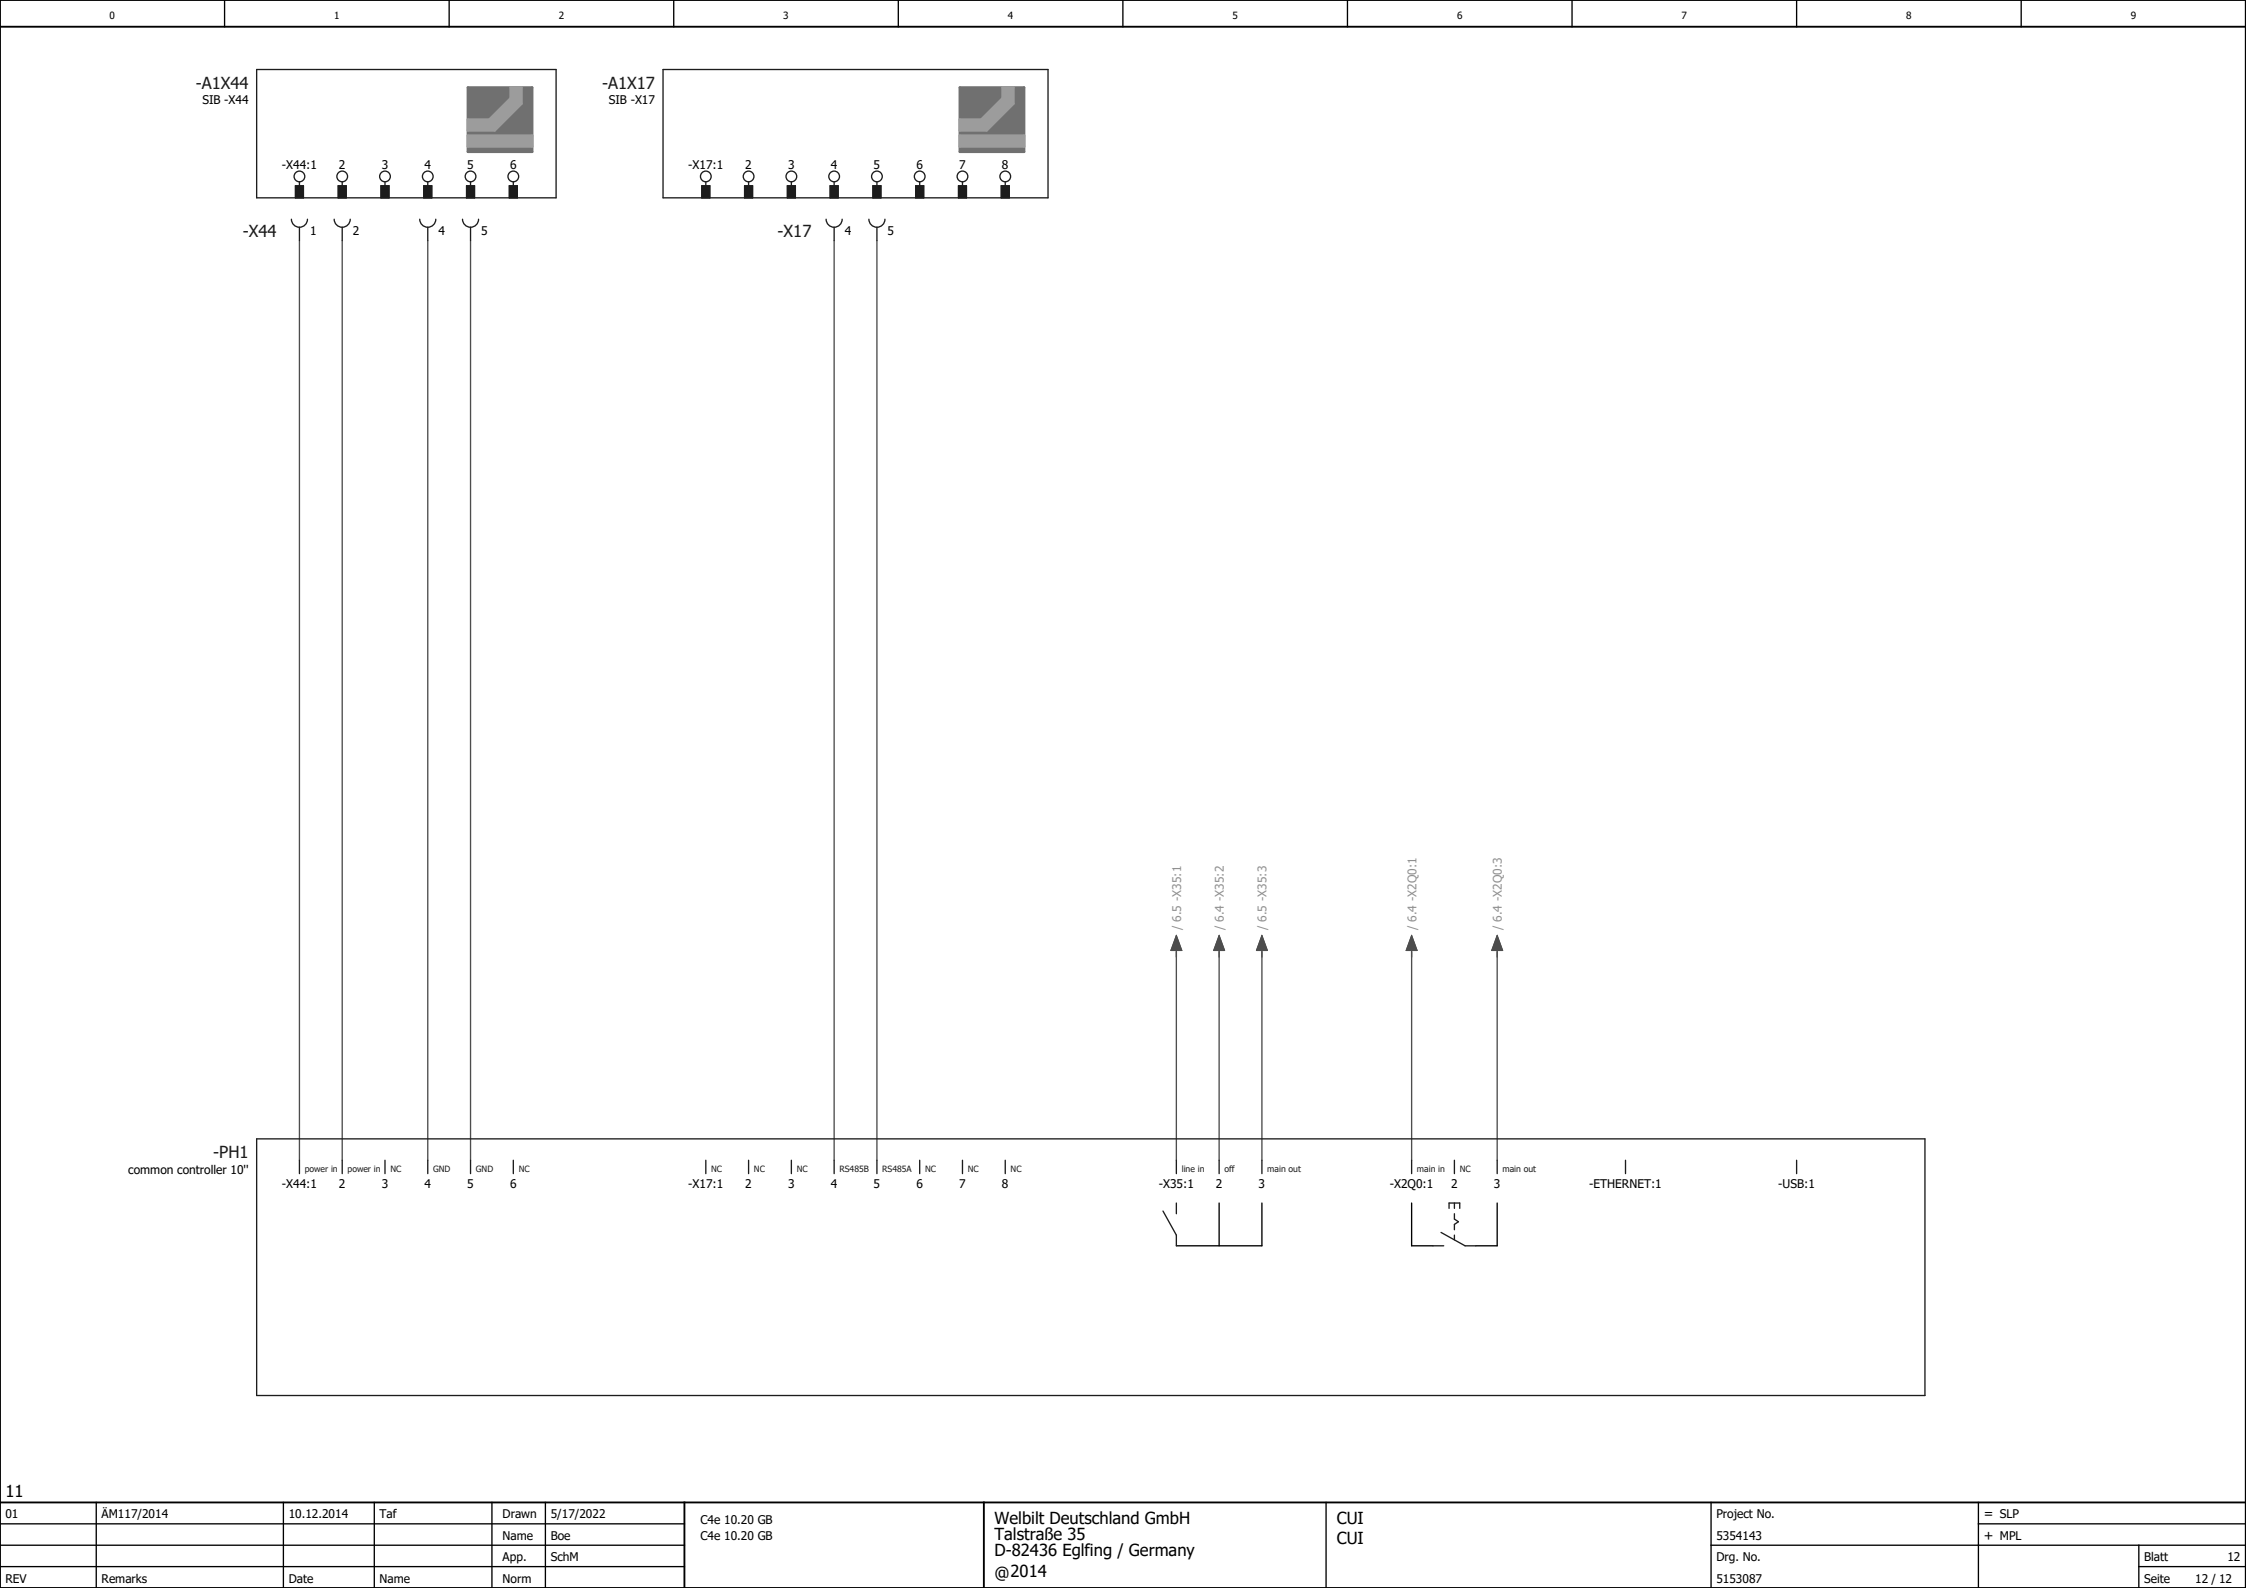 0 1 2 3 4 5 6 7 8 9
-A1X44 -A1X17
SIB -X44 SIB -X17
-X44:1 2 3 4 5 6 -X17:1 2 3 4 5 6 7 8
-X44 1 2 4 5 -X17 4 5
/ 6.5 -X35:1
/ 6.4 -X35:2
/ 6.5 -X35:3
/ 6.4 -X2Q0:1
/ 6.4 -X2Q0:3
-PH1
common controller 10"
power in power in NC GND GND NC NC NC NC RS485B RS485A NC NC NC line in off main out main in NC main out
-X44:1 2 3 4 5 6 -X17:1 2 3 4 5 6 7 8 -X35:1 2 3 -X2Q0:1 2 3 -ETHERNET:1 -USB:1
11
01 ÄM117/2014 10.12.2014 Taf Drawn 5/17/2022
Name Boe
App. SchM
REV Remarks Date Name Norm
C4e 10.20 GB
C4e 10.20 GB
Welbilt Deutschland GmbH
Talstraße 35
D-82436 Eglfing / Germany
@2014
CUI
CUI
Project No.
5354143
Drg. No.
5153087
= SLP
+ MPL
Blatt 12
Seite 12 / 12